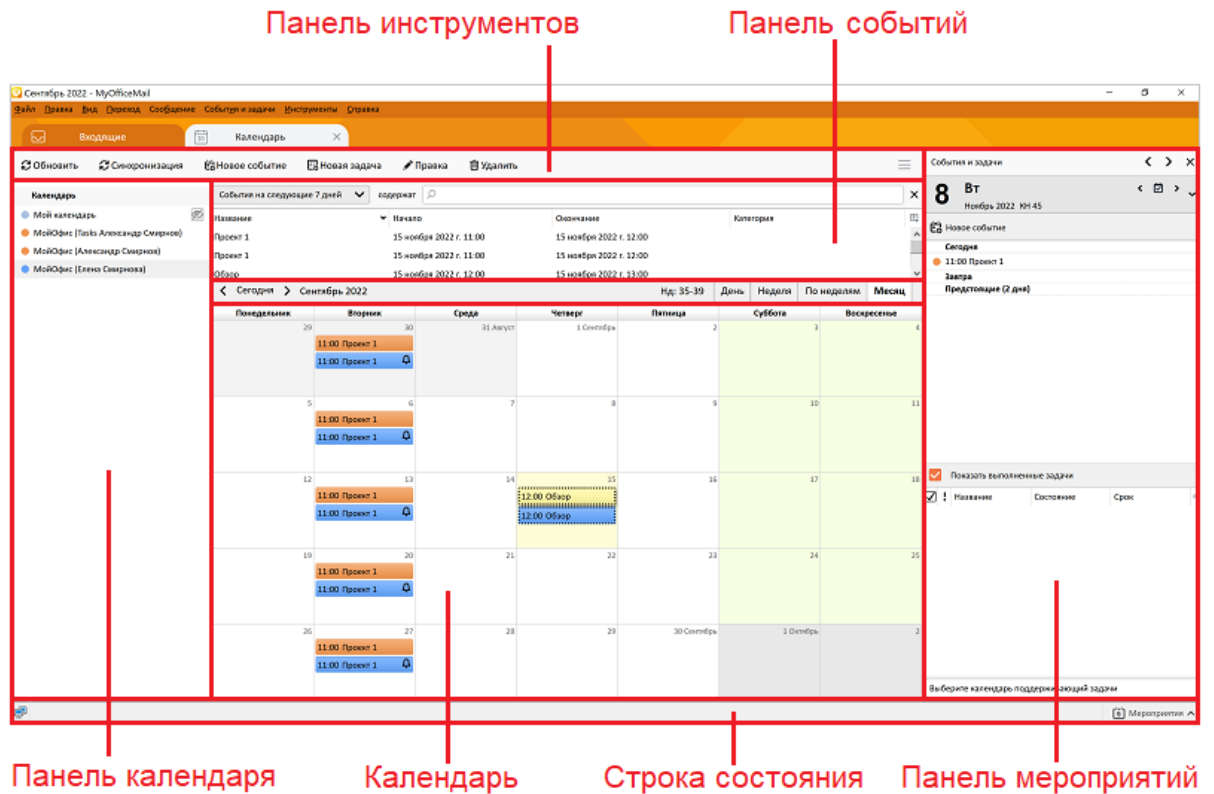 Панель инструментов
Панель событий
Сентябрь 2022 - MyOfficeMail
Файл Правка Вид Переход Сообщение События и задачи Инструменты Справка
Входящие
31 Календарь
Обновить Синхронизация Новое событие Новая задача Правка Удалить
События и задачи
Календарь
Мой календарь
МойОфис (Tasks Александр Смирнов)
МойОфис (Александр Смирнов)
МойОфис (Елена Смирнова)
События на следующие 7 дней содержат
Название Начало Окончание Категория
Проект 1 15 ноября 2022 г. 11:00 15 ноября 2022 г. 12:00
Проект 1 15 ноября 2022 г. 11:00 15 ноября 2022 г. 12:00
Обзор 15 ноября 2022 г. 12:00 15 ноября 2022 г. 13:00
Сегодня Сентябрь 2022 Нд: 35-39 День Неделя По неделям Месяц
Понедельник Вторник Среда Четверг Пятница Суббота Воскресенье
29 30 31 Август 1 Сентябрь 2 3 4
11:00 Проект 1
11:00 Проект 1
5 6 7 8 9 10 11
11:00 Проект 1
11:00 Проект 1
12 13 14 15 16 17 18
11:00 Проект 1 12:00 Обзор
11:00 Проект 1 12:00 Обзор
19 20 21 22 23 24 25
11:00 Проект 1
11:00 Проект 1
26 27 28 29 30 Сентябрь 1 Октябрь 2
11:00 Проект 1
11:00 Проект 1
8 Вт
Ноябрь 2022 КН 45
Новое событие
Сегодня
11:00 Проект 1
Завтра
Предстоящие (2 дня)
Показать выполненные задачи
! Название Состояние Срок
Выберите календарь поддерживающий задачи
8 Мероприятия
Панель календаря
Календарь
Строка состояния
Панель мероприятий